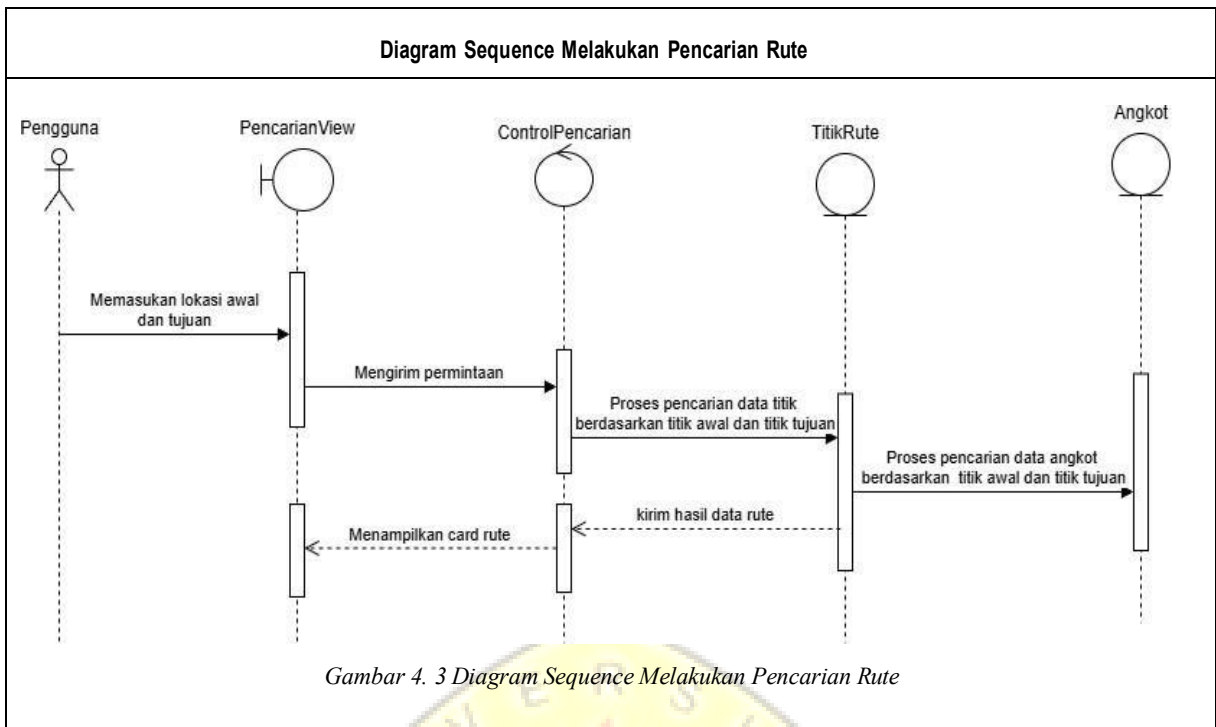 Diagram Sequence Melakukan Pencarian Rute
Pengguna
PencarianView
ControlPencarian
TitikRute
Angkot
Memasukan lokasi awal
dan tujuan
Mengirim permintaan
Proses pencarian data titik
berdasarkan titik awal dan titik tujuan
Proses pencarian data angkot
berdasarkan titik awal dan titik tujuan
kirim hasil data rute
Menampilkan card rute
Gambar 4. 3 Diagram Sequence Melakukan Pencarian Rute
V E R S